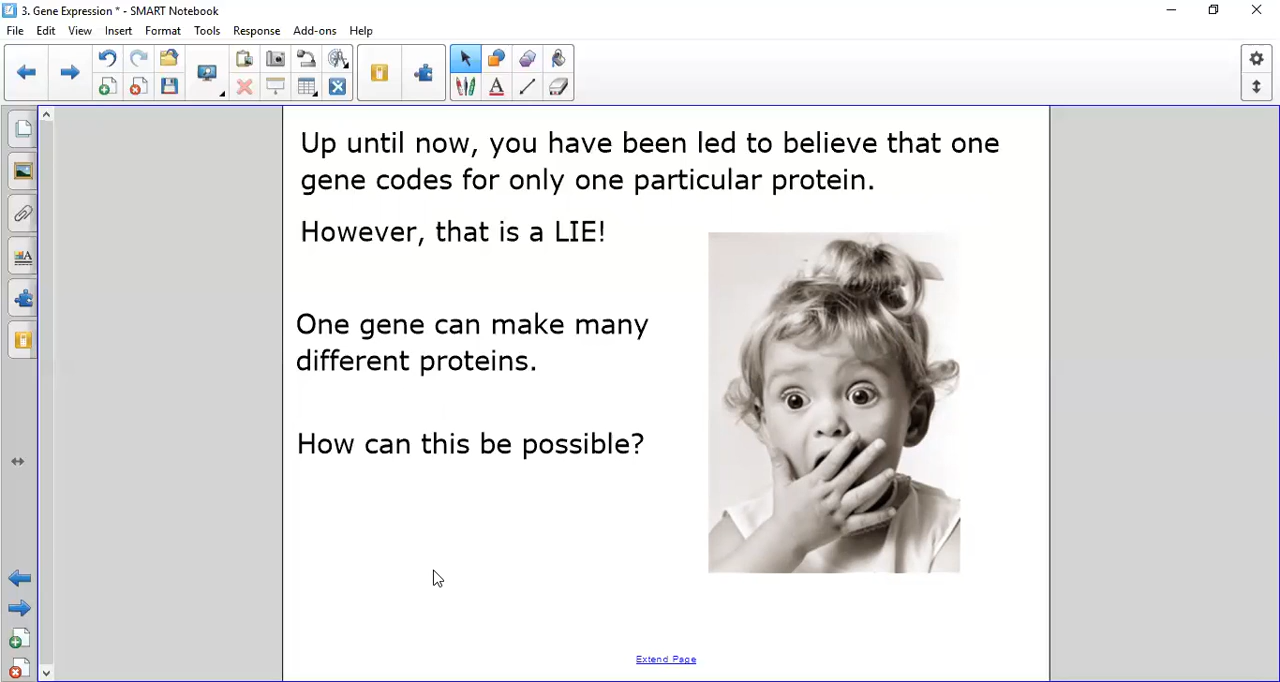 3. Gene Expression * - SMART Notebook
File Edit View Insert Format Tools Response Add-ons Help
Up until now, you have been led to believe that one
gene codes for only one particular protein.
However, that is a LIE!
One gene can make many
different proteins.
How can this be possible?
Extend Page